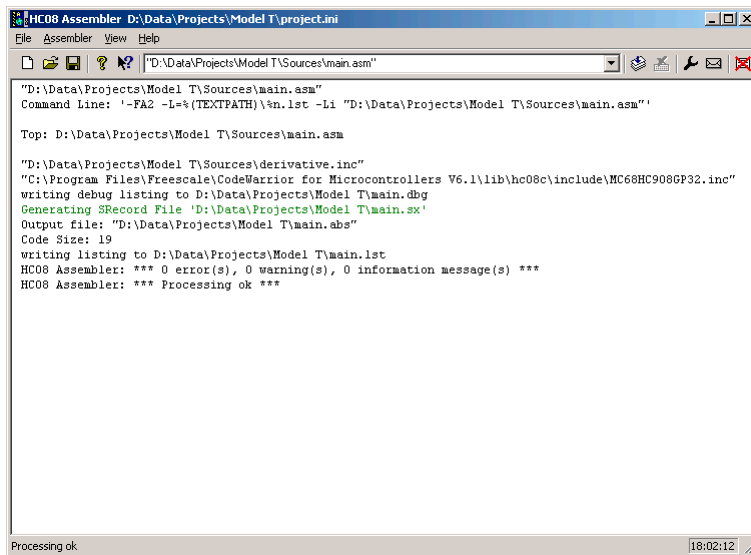 HC08 Assembler D:\Data\Projects\Model T\project.ini
File Assembler View Help
"D:\Data\Projects\Model T\Sources\main.asm"
"D:\Data\Projects\Model T\Sources\main.asm"
Command Line: '-FA2 -L=%(TEXTPATH)\%n.lst -Li "D:\Data\Projects\Model T\Sources\main.asm"'
Top: D:\Data\Projects\Model T\Sources\main.asm
"D:\Data\Projects\Model T\Sources\derivative.inc"
"C:\Program Files\Freescale\CodeWarrior for Microcontrollers V6.1\lib\hc08c\include\MC68HC908GP32.inc"
writing debug listing to D:\Data\Projects\Model T\main.dbg
Generating SRecord File 'D:\Data\Projects\Model T\main.sx'
Output file: "D:\Data\Projects\Model T\main.abs"
Code Size: 19
writing listing to D:\Data\Projects\Model T\main.lst
HC08 Assembler: *** 0 error(s), 0 warning(s), 0 information message(s) ***
HC08 Assembler: *** Processing ok ***
Processing ok
18:02:12